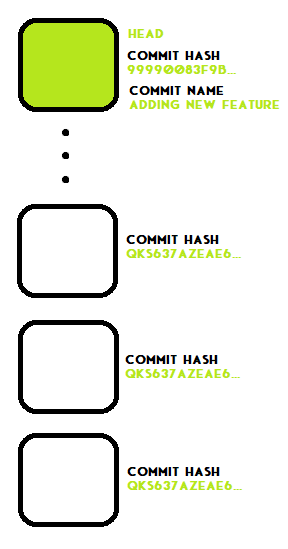 HEAD
COMMIT HASH
99990083F9B...
COMMIT NAME
ADDING NEW FEATURE
COMMIT HASH
QKS637AZEAE6...
COMMIT HASH
QKS637AZEAE6...
COMMIT HASH
QKS637AZEAE6...